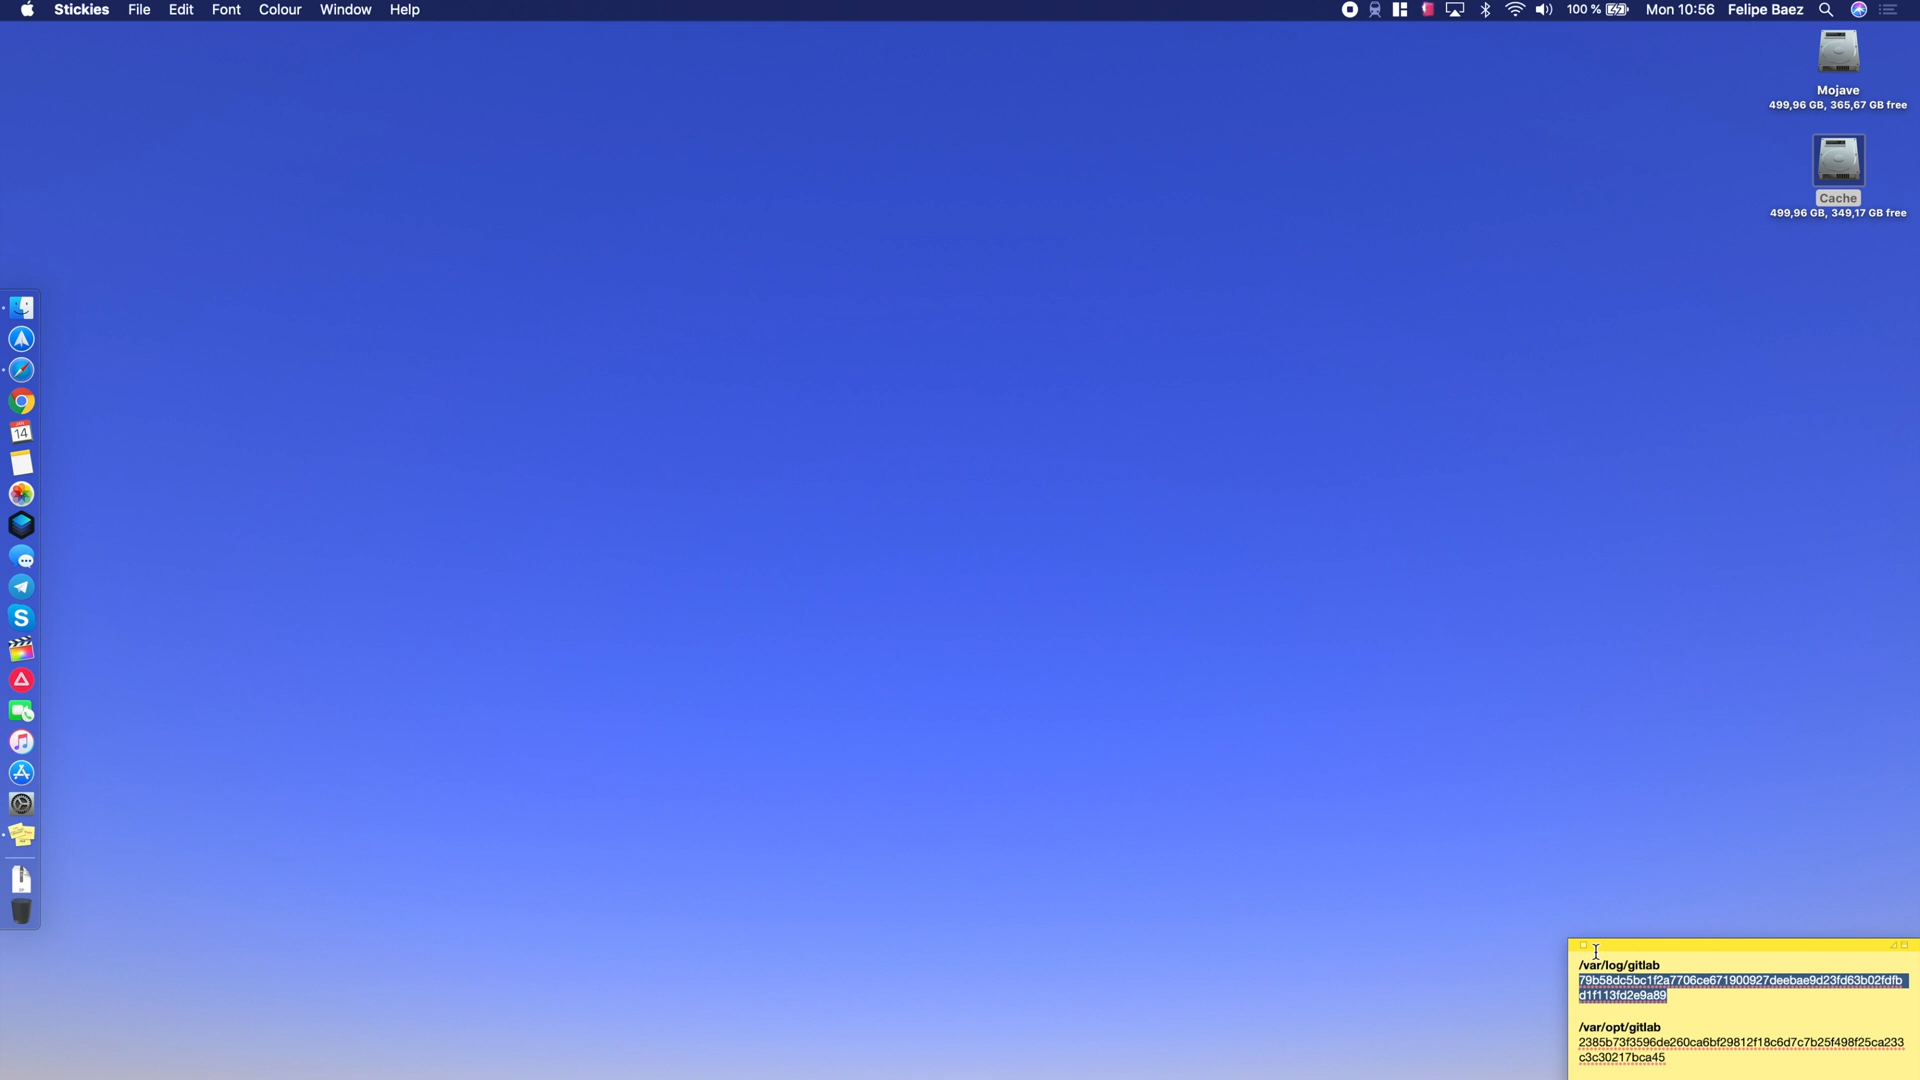 Stickies File Edit Font Colour Window Help
100 % Mon 10:56 Felipe Baez
Mojave
499,96 GB, 365,67 GB free
Cache
499,96 GB, 349,17 GB free
JAN
14
/var/log/gitlab
79b58dc5bc1f2a7706ce671900927deebae9d23fd63b02fdfb
d1f113fd2e9a89
/var/opt/gitlab
2385b73f3596de260ca6bf29812f18c6d7c7b25f498f25ca233
c3c30217bca45